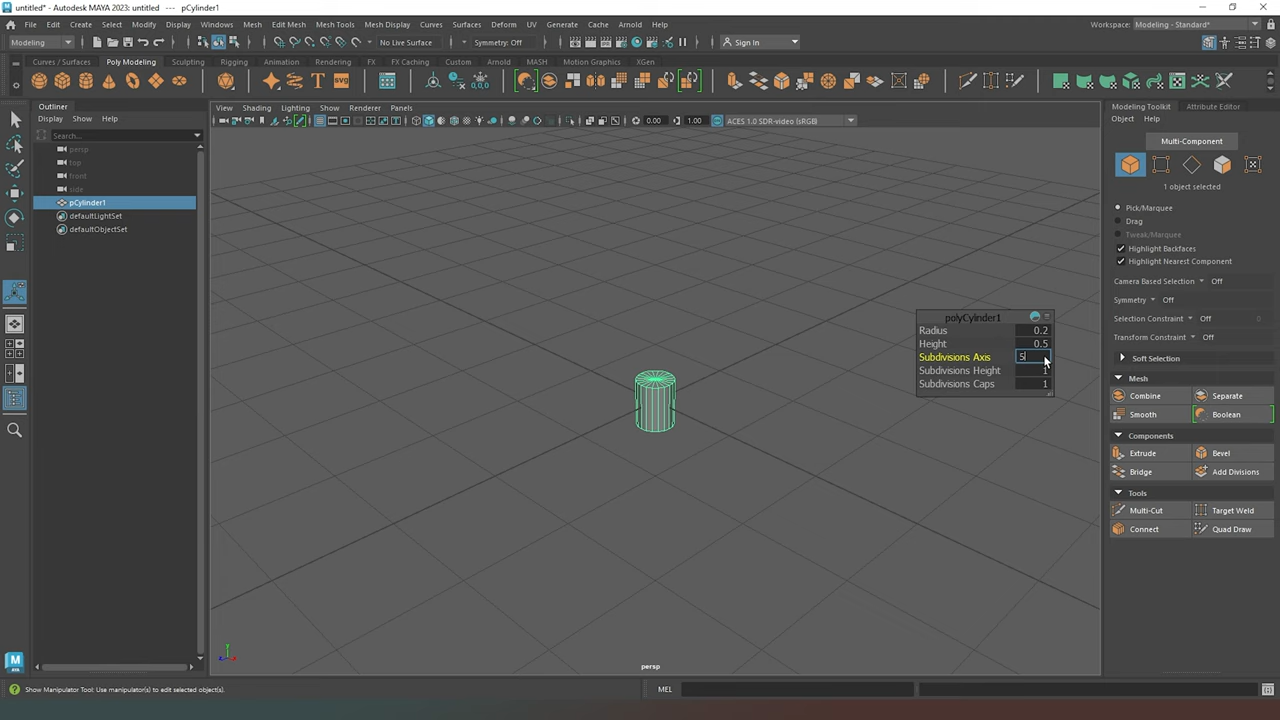 untitled* - Autodesk MAYA 2023: untitled --- pCylinder1
File Edit Create Select Modify Display Windows Mesh Edit Mesh Mesh Tools Mesh Display Curves Surfaces Deform UV Generate Cache Arnold Help
Workspace: Modeling - Standard*
Modeling No Live Surface Symmetry: Off Sign In
Curves / Surfaces Poly Modeling Sculpting Rigging Animation Rendering FX FX Caching Custom Arnold MASH Motion Graphics XGen
T SVG
Outliner
Display Show Help
Search...
persp
top
front
side
pCylinder1
defaultLightSet
defaultObjectSet
View Shading Lighting Show Renderer Panels
0.00 1.00 ACES 1.0 SDR-video (sRGB)
polyCylinder1
Radius 0.2
Height 0.5
Subdivisions Axis 5
Subdivisions Height 1
Subdivisions Caps 1
persp
Modeling Toolkit Attribute Editor
Object Help
Multi-Component
1 object selected
Pick/Marquee
Drag
Tweak/Marquee
Highlight Backfaces
Highlight Nearest Component
Camera Based Selection Off
Symmetry Off
Selection Constraint Off 0
Transform Constraint Off
Soft Selection
Mesh
Combine Separate
Smooth Boolean
Components
Extrude Bevel
Bridge Add Divisions
Tools
Multi-Cut Target Weld
Connect Quad Draw
Show Manipulator Tool: Use manipulator(s) to edit selected object(s).
MEL